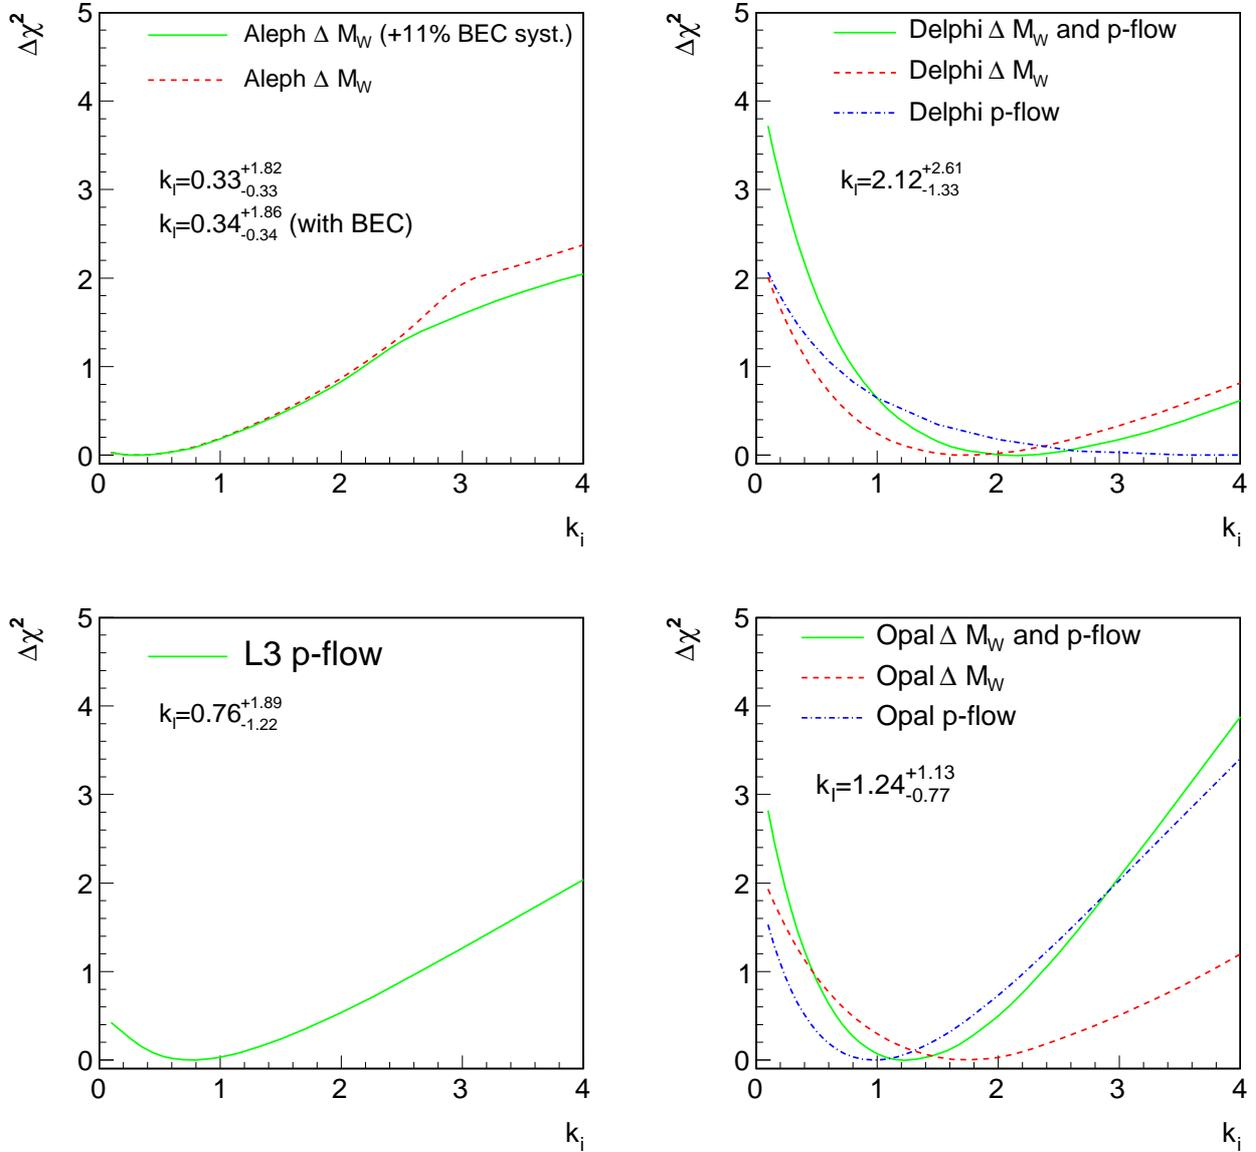 Δχ²
5
4
3
2
1
0
0 1 2 3 4
k_i
Aleph Δ M_W (+11% BEC syst.)
Aleph Δ M_W
k_I=0.33 +1.82 -0.33
k_I=0.34 +1.86 -0.34 (with BEC)
Δχ²
5
4
3
2
1
0
0 1 2 3 4
k_i
Delphi Δ M_W and p-flow
Delphi Δ M_W
Delphi p-flow
k_I=2.12 +2.61 -1.33
Δχ²
5
4
3
2
1
0
0 1 2 3 4
k_i
L3 p-flow
k_I=0.76 +1.89 -1.22
Δχ²
5
4
3
2
1
0
0 1 2 3 4
k_i
Opal Δ M_W and p-flow
Opal Δ M_W
Opal p-flow
k_I=1.24 +1.13 -0.77